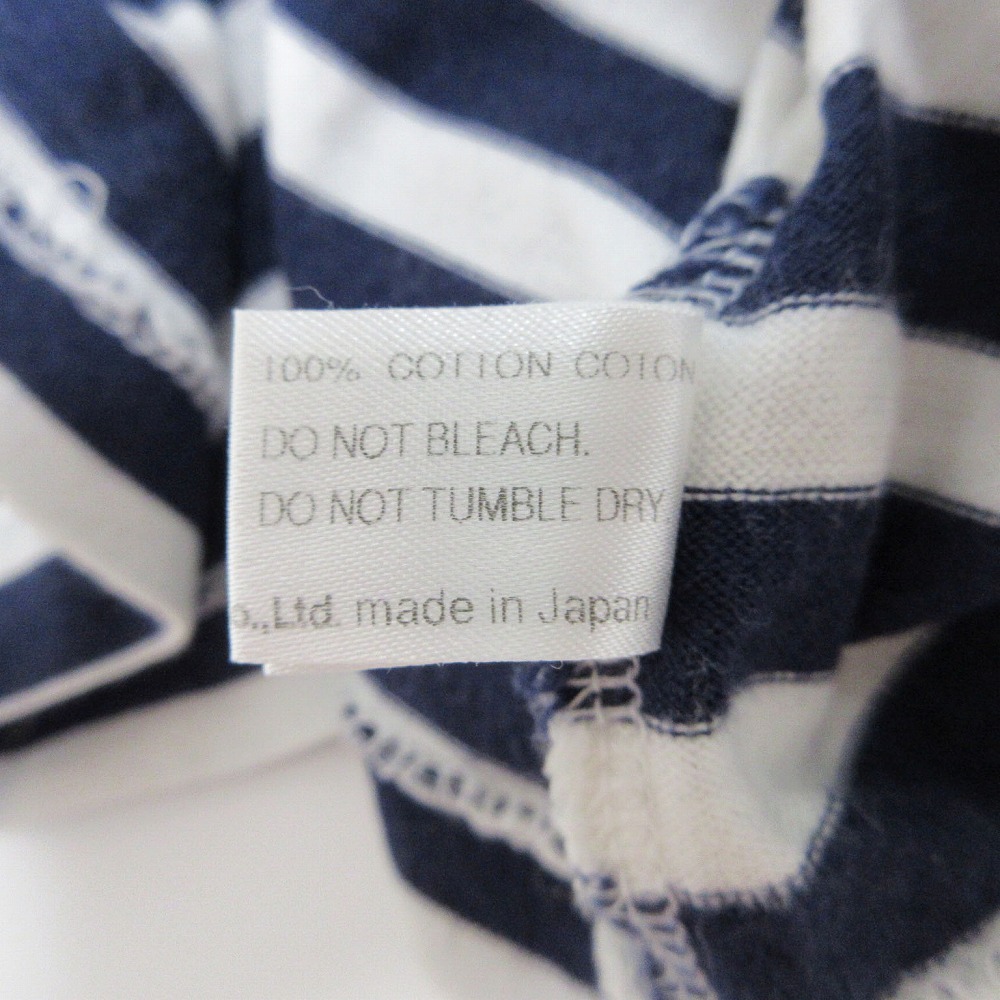 100% COTTON COTON
DO NOT BLEACH.
DO NOT TUMBLE DRY
.,Ltd. made in Japan